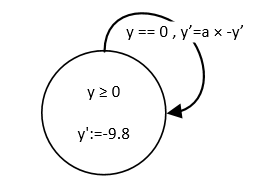 y == 0 , y’=a × -y’
y ≥ 0
y':=-9.8